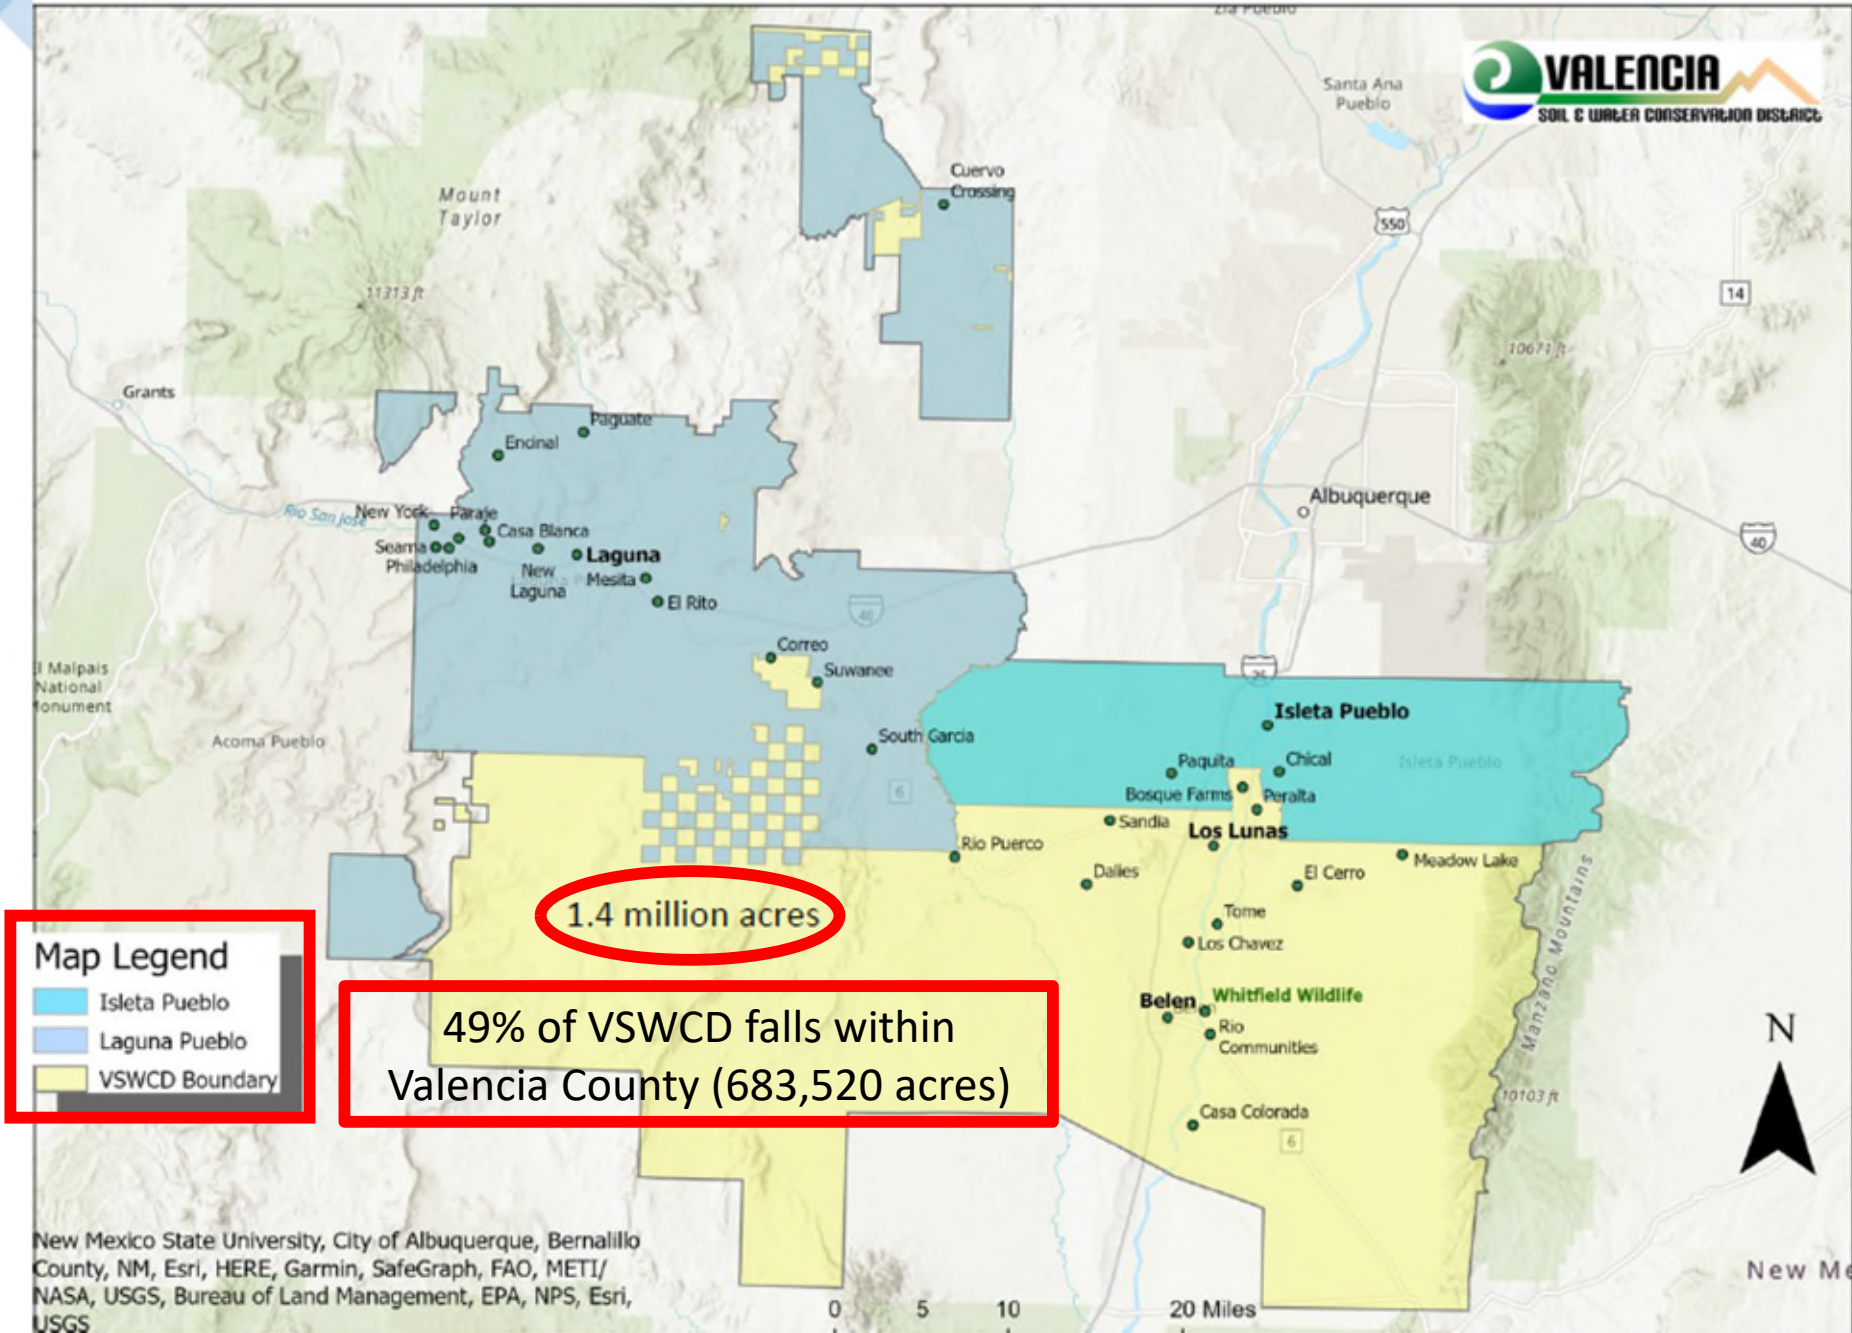 Zia Pueblo
VALENCIA
SOIL & WATER CONSERVATION DISTRICT
Santa Ana
Pueblo
Cuervo
Crossing
Mount
Taylor
550
11313 ft
14
10671 ft
Grants
Paguate
Encinal
Albuquerque
Rio San Jose
New York
Paraje
Casa Blanca
40
Seama
Laguna
Philadelphia
New
Laguna
Mesita
El Rito
40
Correo
Suwanee
El Malpais
National
Monument
25
Isleta Pueblo
Acoma Pueblo
South Garcia
Paquita
Chical
Isleta Pueblo
6
Bosque Farms
Peralta
Sandia
Los Lunas
Rio Puerco
Meadow Lake
Dalies
El Cerro
1.4 million acres
Tome
Los Chavez
Manzano Mountains
Map Legend
Isleta Pueblo
Laguna Pueblo
VSWCD Boundary
49% of VSWCD falls within
Valencia County (683,520 acres)
Belen
Whitfield Wildlife
Rio
Communities
N
10103 ft
Casa Colorada
6
New Mexico State University, City of Albuquerque, Bernalillo
County, NM, Esri, HERE, Garmin, SafeGraph, FAO, METI/
NASA, USGS, Bureau of Land Management, EPA, NPS, Esri,
USGS
New Me
0 5 10 20 Miles